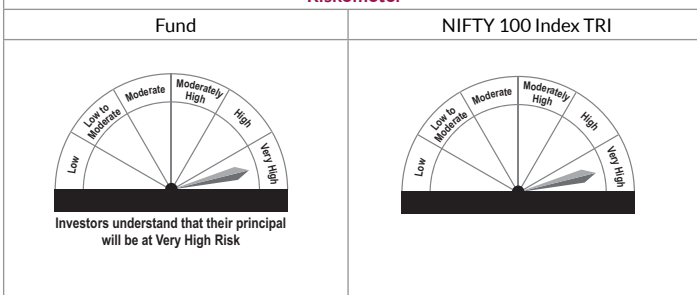 Riskometer
Fund
NIFTY 100 Index TRI
Low
Low to
Moderate
Moderate
Moderately
High
High
Very High
Investors understand that their principal
will be at Very High Risk
Low
Low to
Moderate
Moderate
Moderately
High
High
Very High